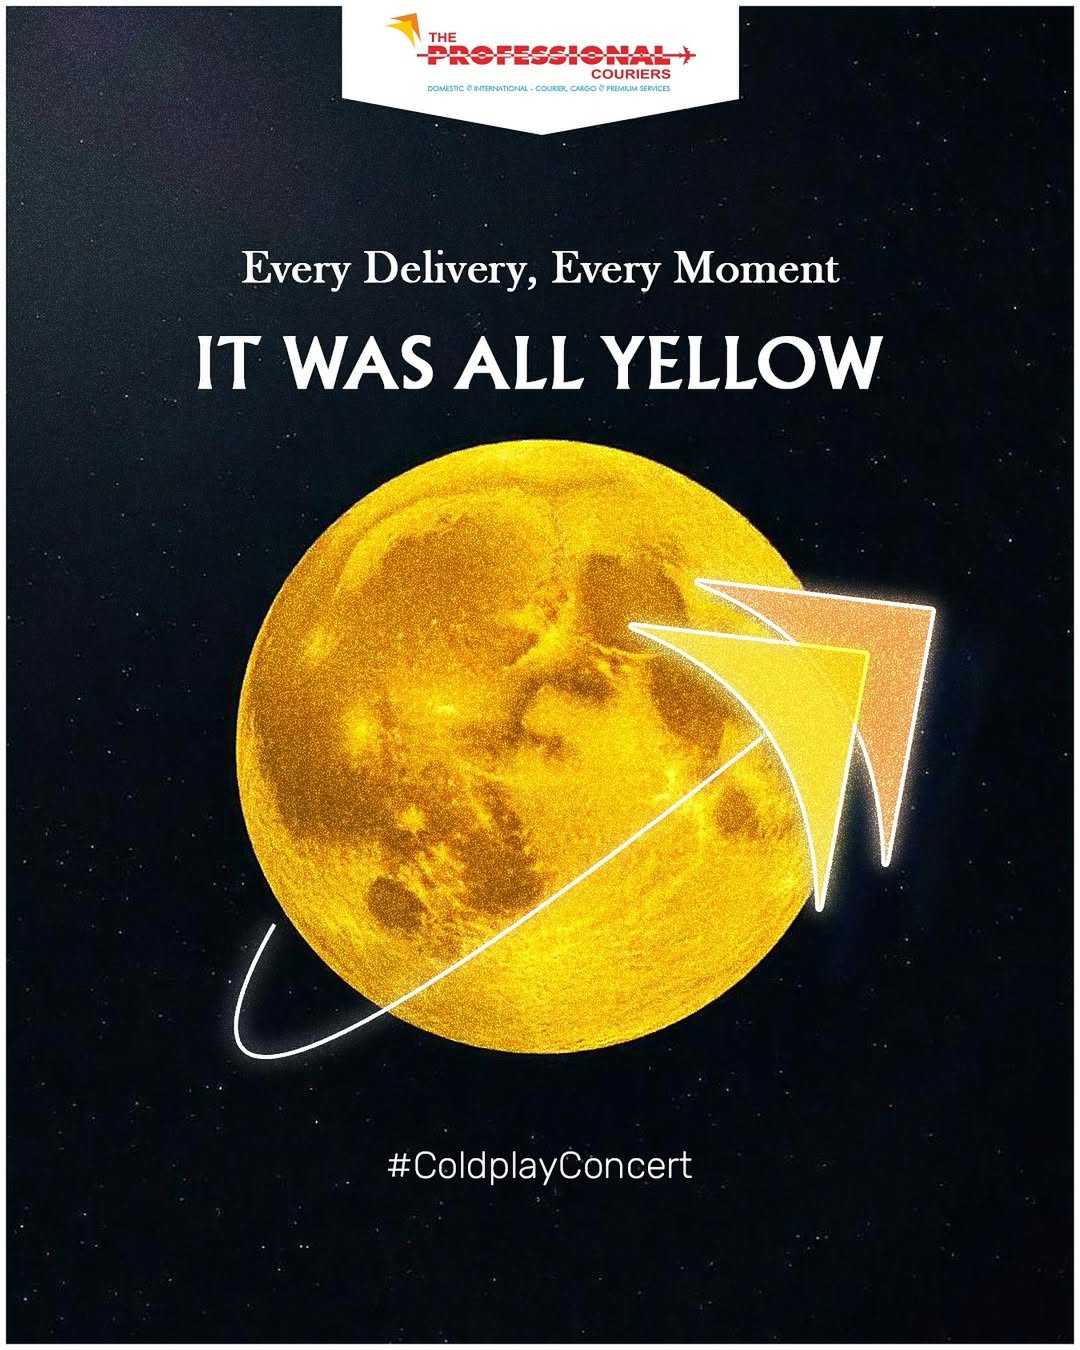 THE
PROFESSIONAL
COURIERS
DOMESTIC & INTERNATIONAL - COURIER, CARGO & PREMIUM SERVICES
Every Delivery, Every Moment
IT WAS ALL YELLOW
#ColdplayConcert